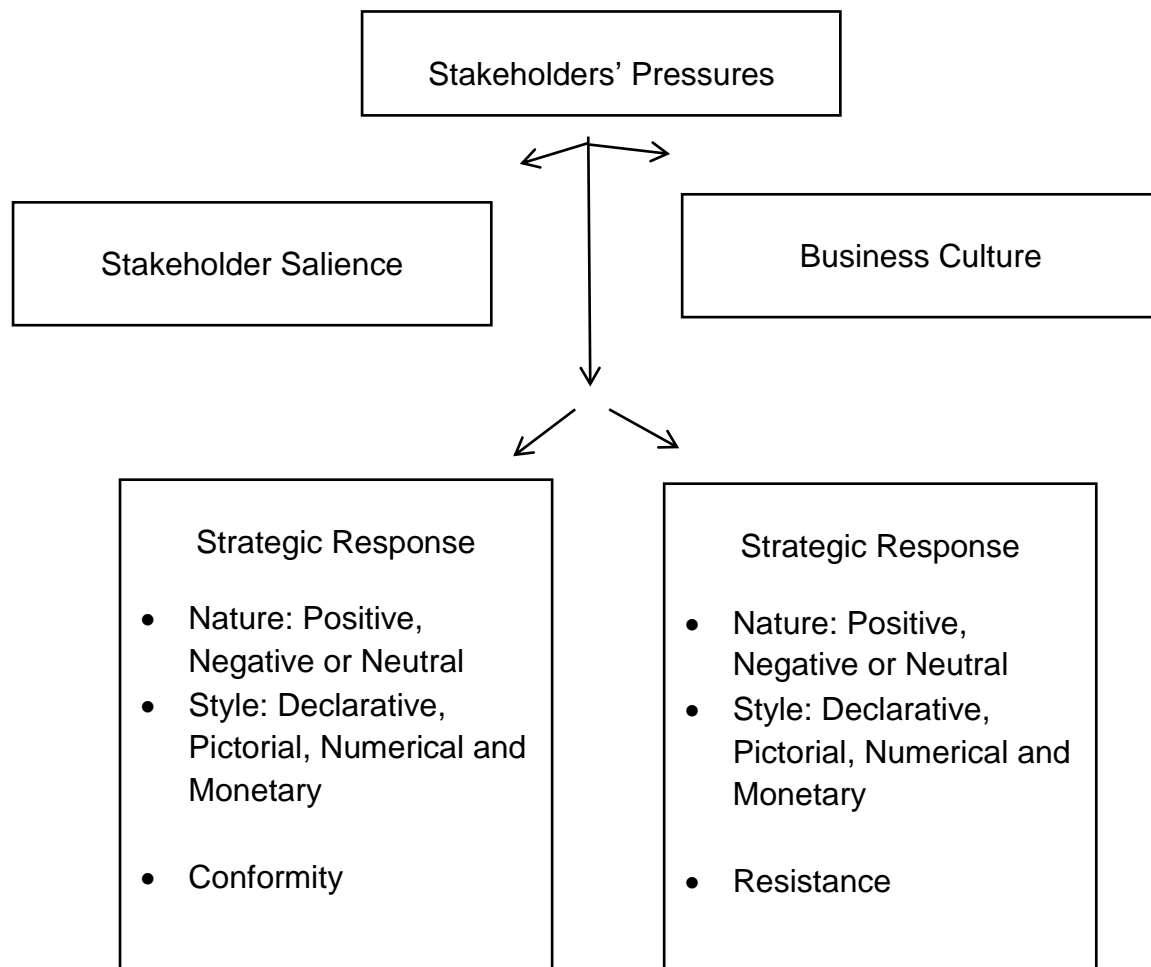 Stakeholders’ Pressures
Stakeholder Salience
Business Culture
Strategic Response
• Nature: Positive,
Negative or Neutral
• Style: Declarative,
Pictorial, Numerical and
Monetary
• Conformity
Strategic Response
• Nature: Positive,
Negative or Neutral
• Style: Declarative,
Pictorial, Numerical and
Monetary
• Resistance